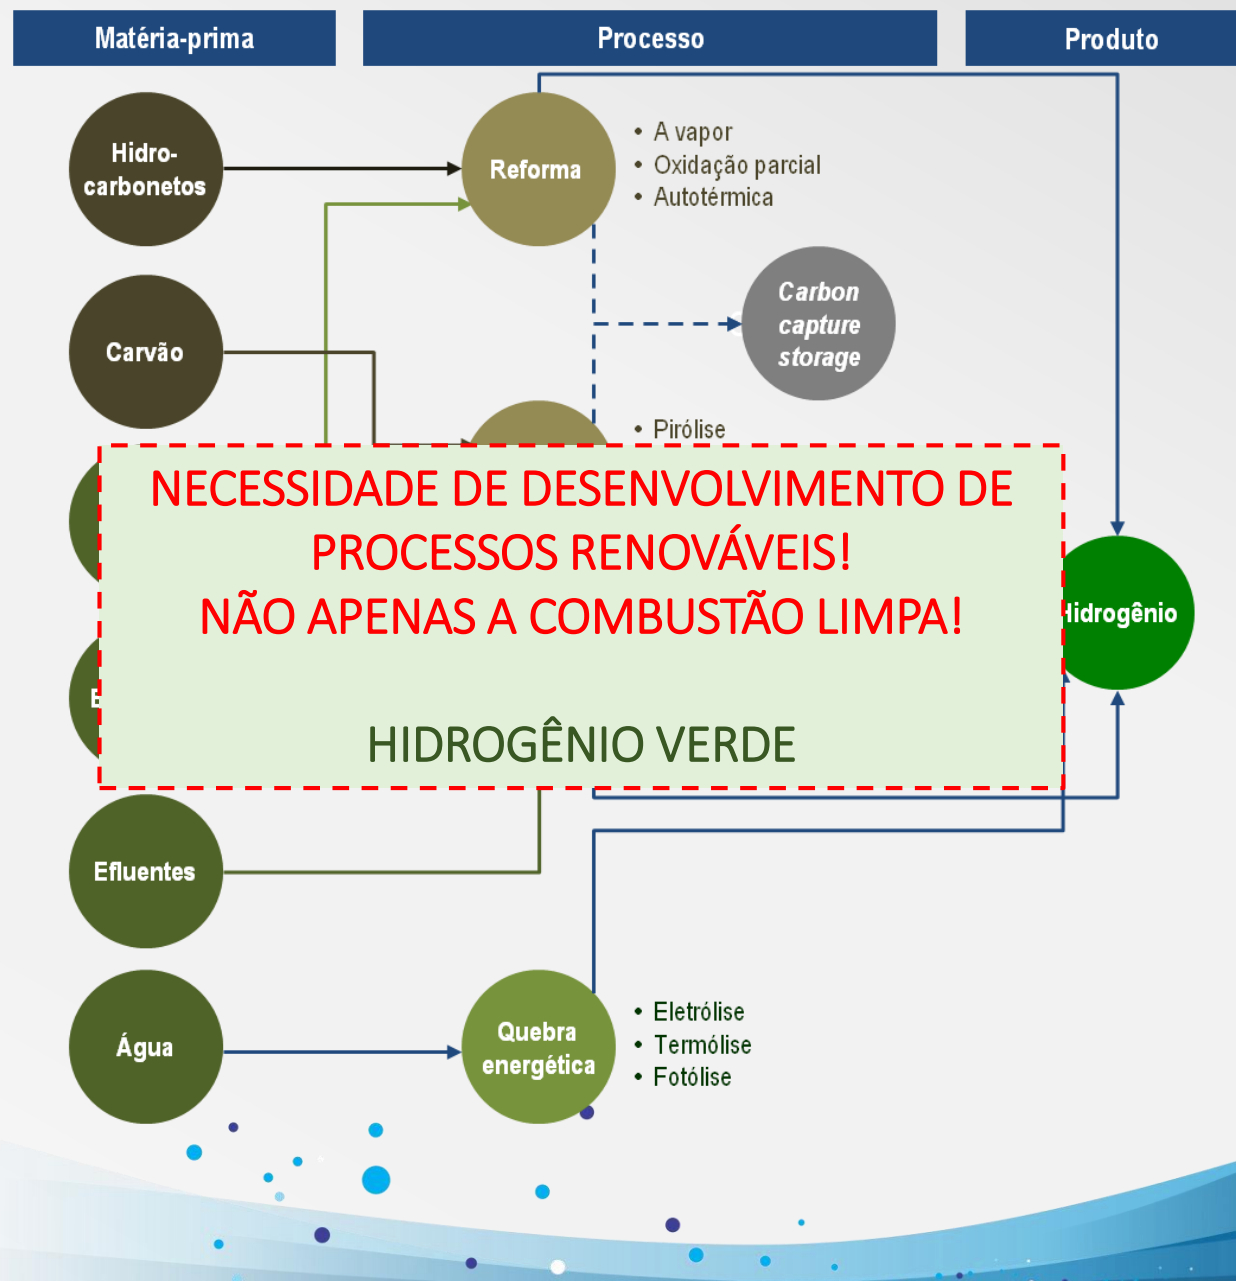 Matéria-prima
Processo
Produto
Hidro-
carbonetos
Reforma
• A vapor
• Oxidação parcial
• Autotérmica
Carbon
capture
storage
Carvão
• Pirólise
NECESSIDADE DE DESENVOLVIMENTO DE
PROCESSOS RENOVÁVEIS!
NÃO APENAS A COMBUSTÃO LIMPA!
HIDROGÊNIO VERDE
Hidrogênio
Efluentes
Água
Quebra
energética
• Eletrólise
• Termólise
• Fotólise